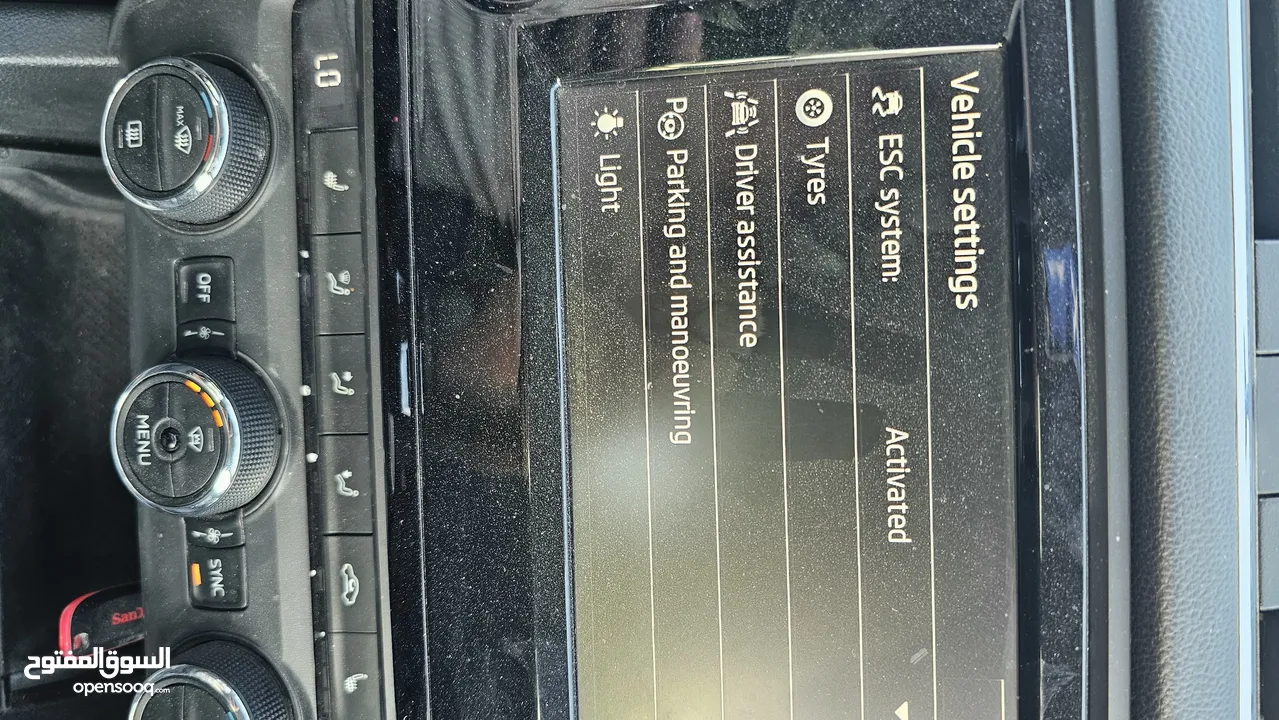 Vehicle settings
ESC system: Activated
Tyres
Driver assistance
Parking and manoeuvring
Light
LO
MAX
OFF
MENU
SYNC
السوق المفتوح
opensooq.com